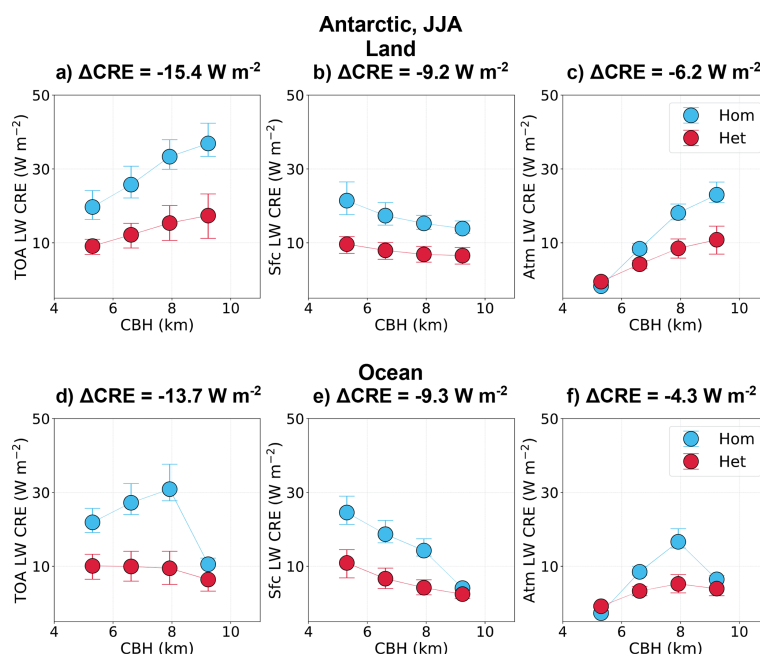 Antarctic, JJA
Land
a) ΔCRE = -15.4 W m⁻²
b) ΔCRE = -9.2 W m⁻²
c) ΔCRE = -6.2 W m⁻²
50
30
10
TOA LW CRE (W m⁻²)
4 6 8 10
CBH (km)
50
30
10
Sfc LW CRE (W m⁻²)
4 6 8 10
CBH (km)
50
30
10
Atm LW CRE (W m⁻²)
Hom
Het
4 6 8 10
CBH (km)
Ocean
d) ΔCRE = -13.7 W m⁻²
e) ΔCRE = -9.3 W m⁻²
f) ΔCRE = -4.3 W m⁻²
50
30
10
TOA LW CRE (W m⁻²)
4 6 8 10
CBH (km)
50
30
10
Sfc LW CRE (W m⁻²)
4 6 8 10
CBH (km)
50
30
10
Atm LW CRE (W m⁻²)
Hom
Het
4 6 8 10
CBH (km)